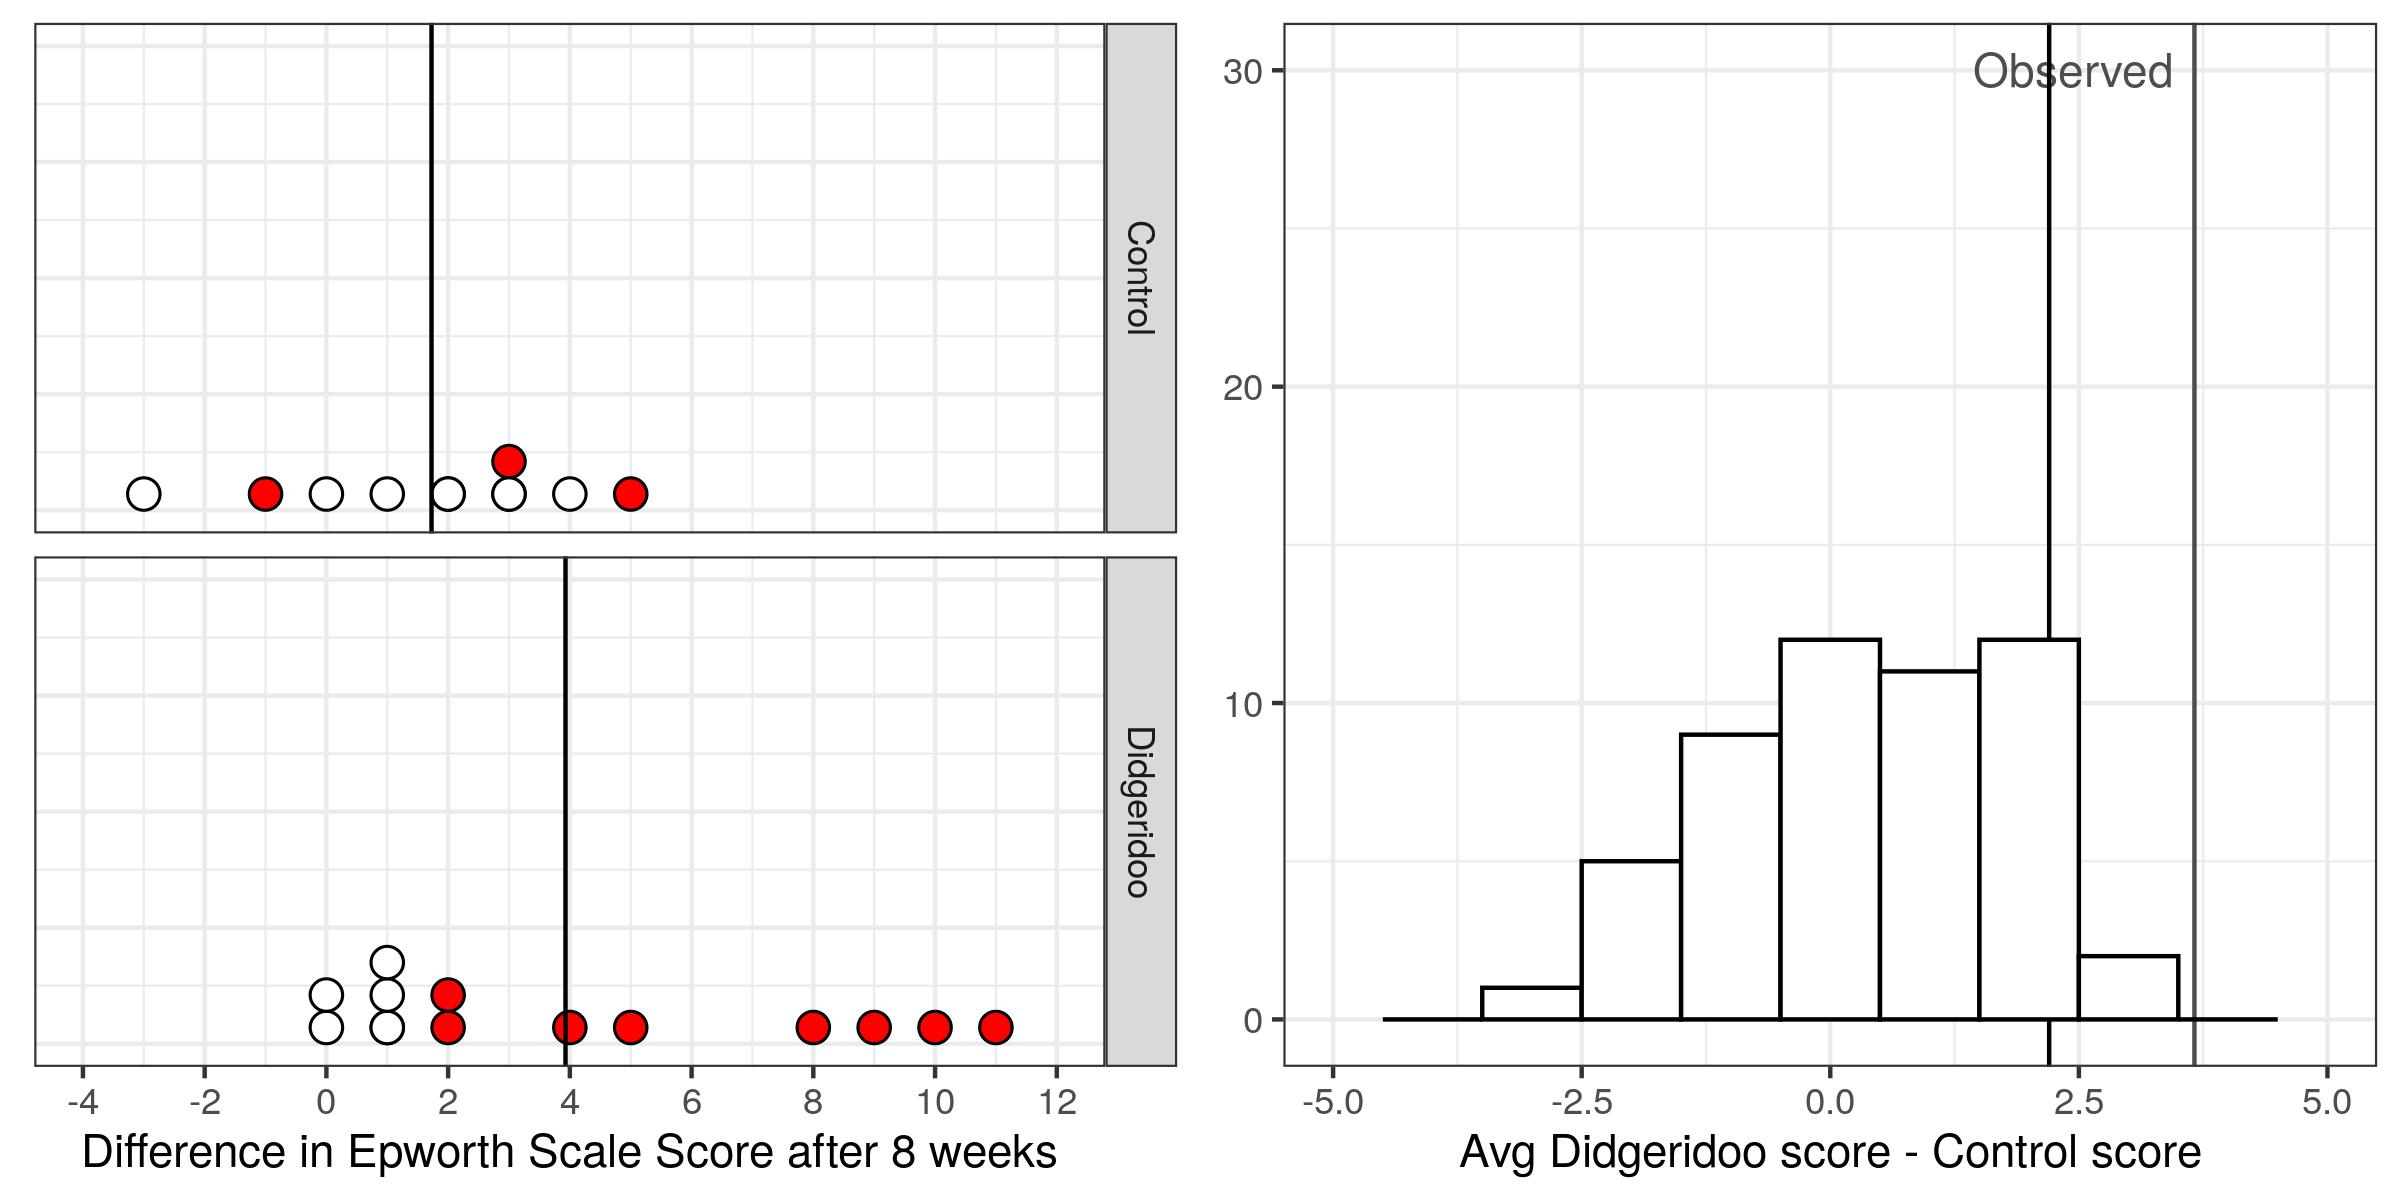 Control
Didgeridoo
-4 -2 0 2 4 6 8 10 12
Difference in Epworth Scale Score after 8 weeks
Observed
30
20
10
0
-5.0 -2.5 0.0 2.5 5.0
Avg Didgeridoo score - Control score